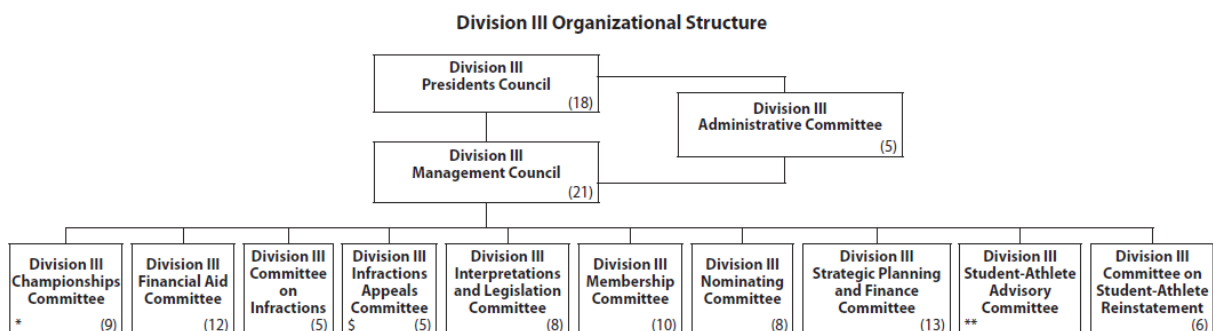 Division III Organizational Structure
Division III
Presidents Council
(18)
Division III
Administrative Committee
(5)
Division III
Management Council
(21)
Division III
Championships
Committee
* (9)
Division III
Financial Aid
Committee
(12)
Division III
Committee
on
Infractions
(5)
Division III
Infractions
Appeals
Committee
$ (5)
Division III
Interpretations
and Legislation
Committee
(8)
Division III
Membership
Committee
(10)
Division III
Nominating
Committee
(8)
Division III
Strategic Planning
and Finance
Committee
(13)
Division III
Student-Athlete
Advisory
Committee
**
Division III
Committee on
Student-Athlete
Reinstatement
(6)